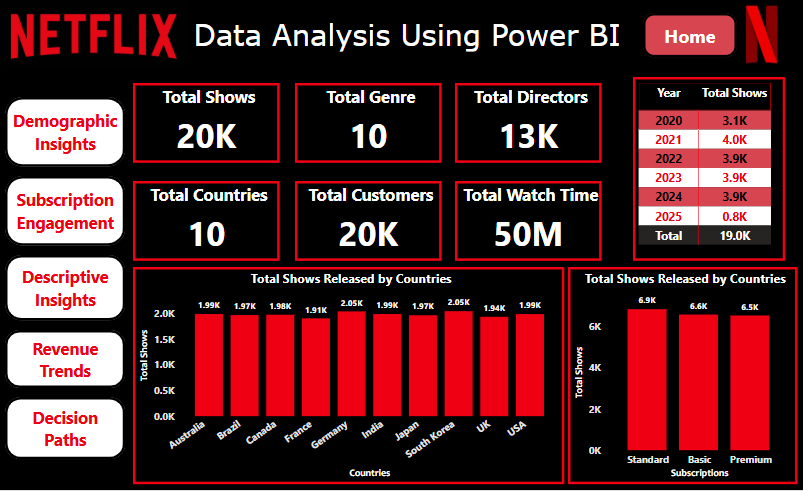 NETFLIX
Data Analysis Using Power BI
Home
N
Demographic
Insights
Subscription
Engagement
Descriptive
Insights
Revenue
Trends
Decision
Paths
Total Shows
20K
Total Genre
10
Total Directors
13K
Total Countries
10
Total Customers
20K
Total Watch Time
50M
Year Total Shows
2020 3.1K
2021 4.0K
2022 3.9K
2023 3.9K
2024 3.9K
2025 0.8K
Total 19.0K
Total Shows Released by Countries
Total Shows
2.0K
1.5K
1.0K
0.5K
0.0K
1.99K 1.97K 1.98K 1.91K 2.05K 1.99K 1.97K 2.05K 1.94K 1.99K
Australia Brazil Canada France Germany India Japan South Korea UK USA
Countries
Total Shows Released by Countries
Total Shows
6K
4K
2K
0K
6.9K 6.6K 6.5K
Standard Basic Premium
Subscriptions